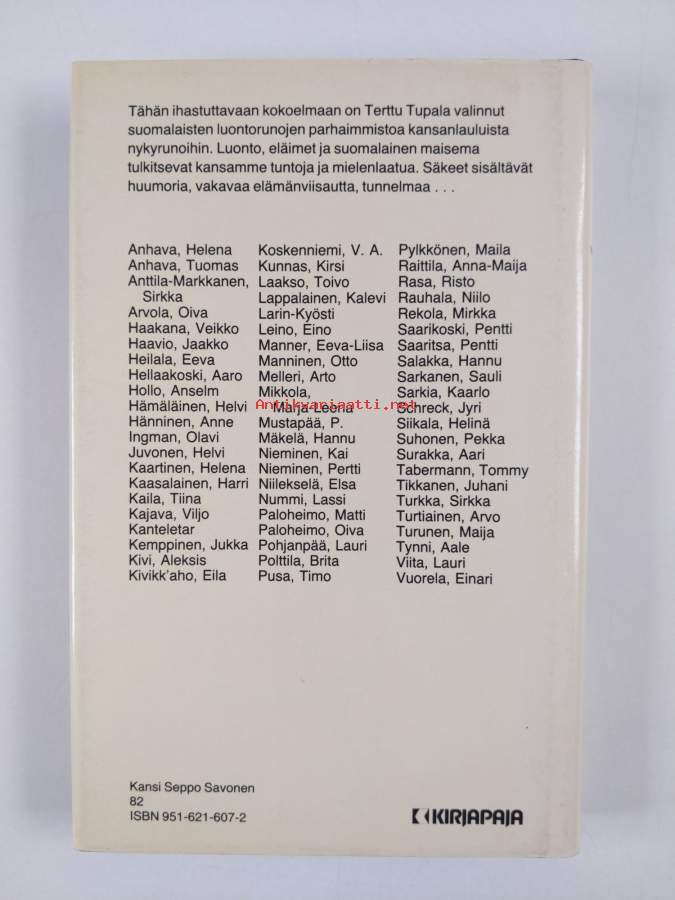 Tähän ihastuttavaan kokoelmaan on Terttu Tupala valinnut
suomalaisten luontorunojen parhaimmistoa kansanlauluista
nykyrunoihin. Luonto, eläimet ja suomalainen maisema
tulkitsevat kansamme tuntoja ja mielenlaatua. Säkeet sisältävät
huumoria, vakavaa elämänviisautta, tunnelmaa . . .
Anhava, Helena
Anhava, Tuomas
Anttila-Markkanen,
Sirkka
Arvola, Oiva
Haakana, Veikko
Haavio, Jaakko
Heilala, Eeva
Hellaakoski, Aaro
Hollo, Anselm
Hämäläinen, Helvi
Hänninen, Anne
Ingman, Olavi
Juvonen, Helvi
Kaartinen, Helena
Kaasalainen, Harri
Kaila, Tiina
Kajava, Viljo
Kanteletar
Kemppinen, Jukka
Kivi, Aleksis
Kivikk'aho, Eila
Koskenniemi, V. A.
Kunnas, Kirsi
Laakso, Toivo
Lappalainen, Kalevi
Larin-Kyösti
Leino, Eino
Manner, Eeva-Liisa
Manninen, Otto
Melleri, Arto
Mikkola,
Marja-Leena
Mustapää, P.
Mäkelä, Hannu
Nieminen, Kai
Nieminen, Pertti
Niilekselä, Elsa
Nummi, Lassi
Paloheimo, Matti
Paloheimo, Oiva
Pohjanpää, Lauri
Polttila, Brita
Pusa, Timo
Pylkkönen, Maila
Raittila, Anna-Maija
Rasa, Risto
Rauhala, Niilo
Rekola, Mirkka
Saarikoski, Pentti
Saaritsa, Pentti
Salakka, Hannu
Sarkanen, Sauli
Sarkia, Kaarlo
Schreck, Jyri
Siikala, Helinä
Suhonen, Pekka
Surakka, Aari
Tabermann, Tommy
Tikkanen, Juhani
Turkka, Sirkka
Turtiainen, Arvo
Turunen, Maija
Tynni, Aale
Viita, Lauri
Vuorela, Einari
Antikvariaatti.net
Kansi Seppo Savonen
82
ISBN 951-621-607-2
KIRJAPAJA